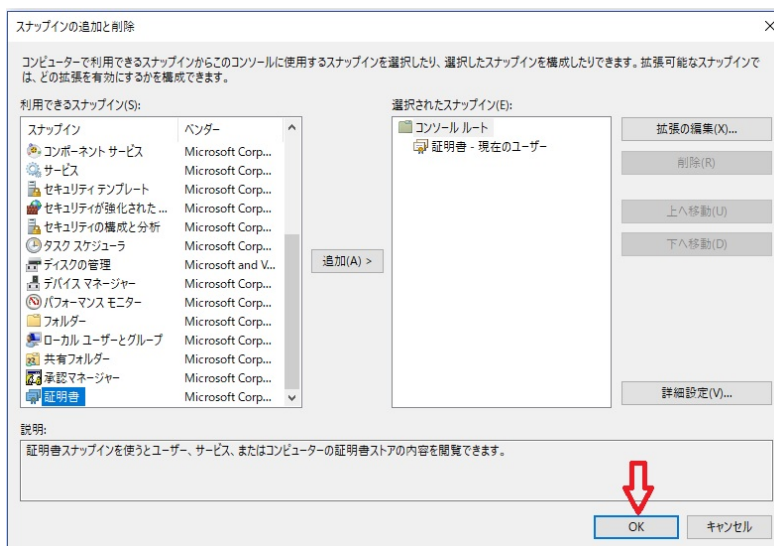 スナップインの追加と削除
コンピューターで利用できるスナップインからこのコンソールに使用するスナップインを選択したり、選択したスナップインを構成したりできます。拡張可能なスナップインで
は、どの拡張を有効にするかを構成できます。
利用できるスナップイン(S):
選択されたスナップイン(E):
スナップイン ベンダー
コンポーネント サービス Microsoft Corp...
サービス Microsoft Corp...
セキュリティ テンプレート Microsoft Corp...
セキュリティが強化された ... Microsoft Corp...
セキュリティの構成と分析 Microsoft Corp...
タスク スケジューラ Microsoft Corp...
ディスクの管理 Microsoft and V...
デバイス マネージャー Microsoft Corp...
パフォーマンス モニター Microsoft Corp...
フォルダー Microsoft Corp...
ローカル ユーザーとグループ Microsoft Corp...
共有フォルダー Microsoft Corp...
承認マネージャー Microsoft Corp...
証明書 Microsoft Corp...
追加(A) >
コンソール ルート
証明書 - 現在のユーザー
拡張の編集(X)...
削除(R)
上へ移動(U)
下へ移動(D)
詳細設定(V)...
説明:
証明書スナップインを使うとユーザー、サービス、またはコンピューターの証明書ストアの内容を閲覧できます。
OK
キャンセル